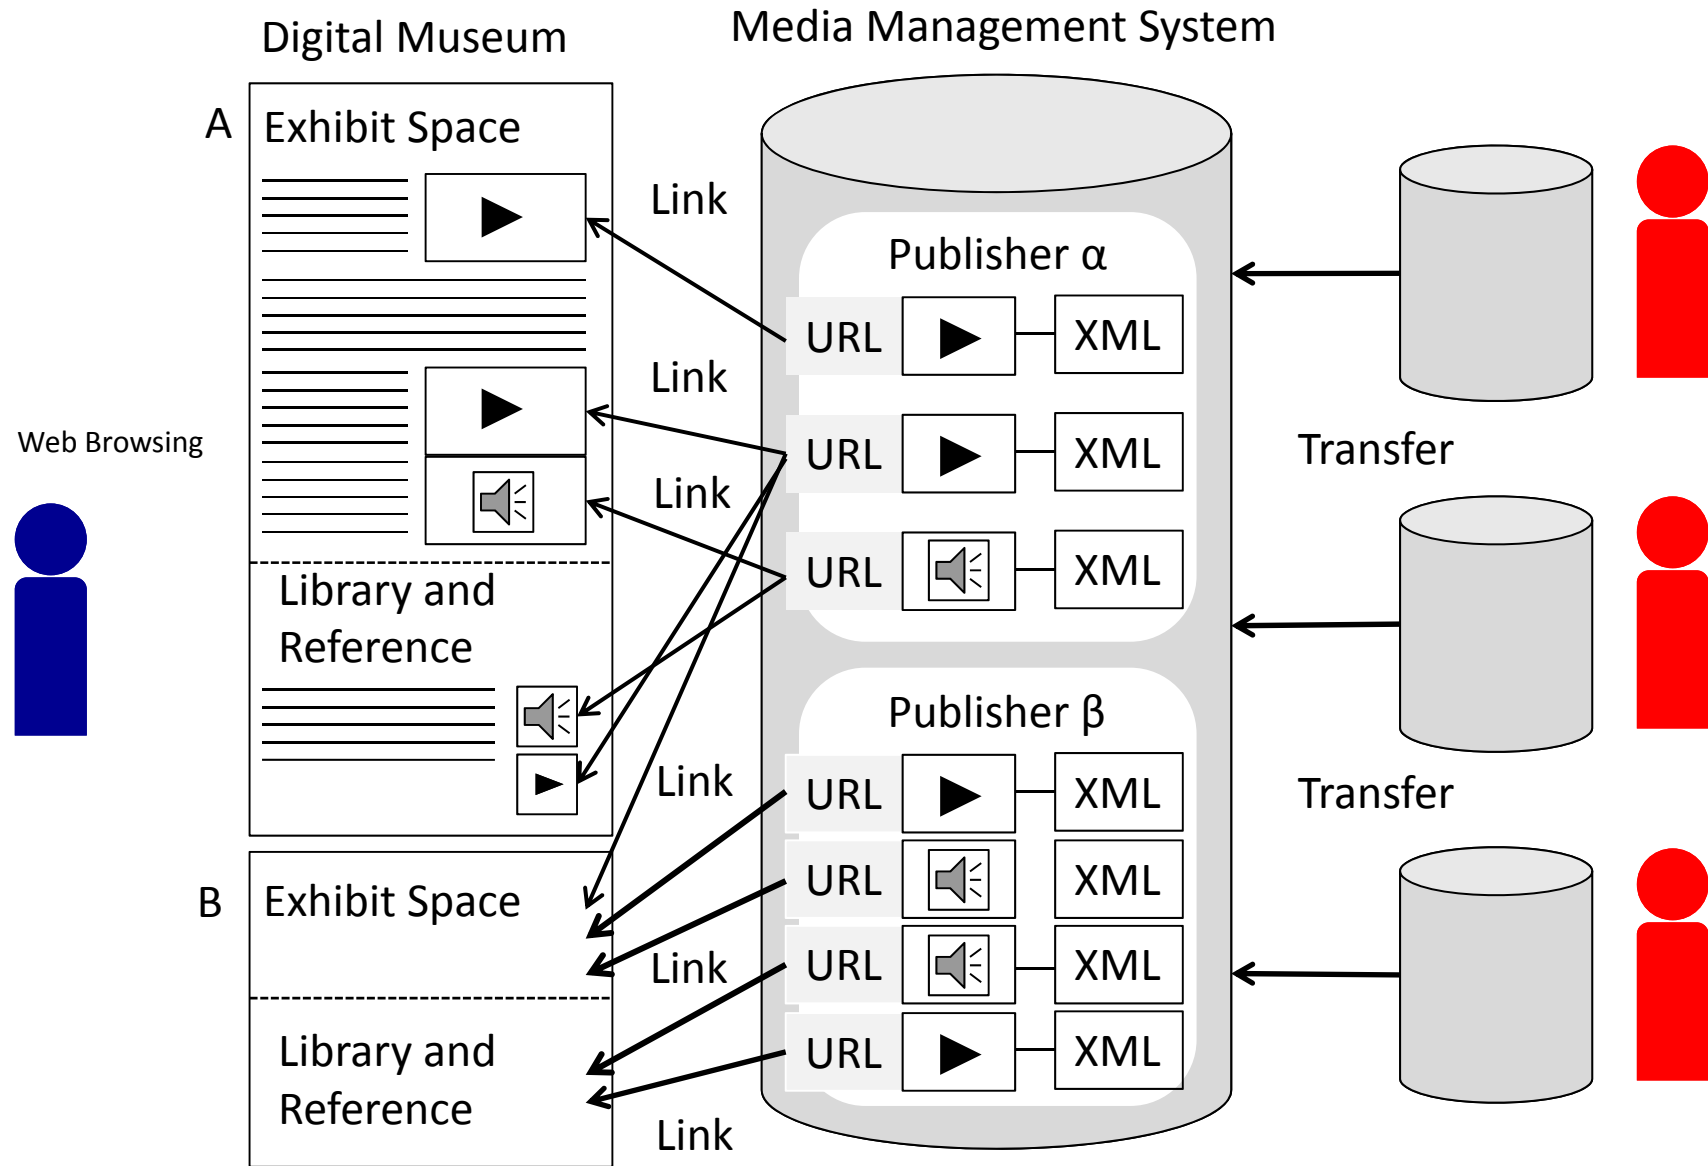 Digital Museum
Media Management System
A
Exhibit Space
Link
Link
Link
Web Browsing
Library and
Reference
B
Exhibit Space
Library and
Reference
Link
Link
Link
Publisher α
URL XML
URL XML
URL XML
Publisher β
URL XML
URL XML
URL XML
URL XML
Transfer
Transfer